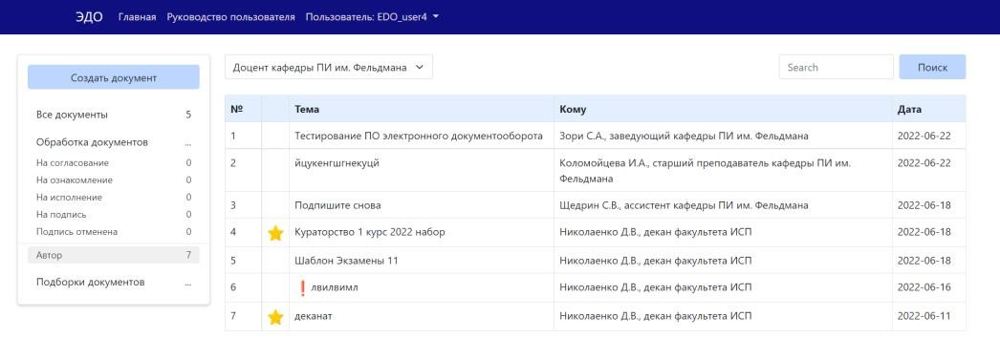 ЭДО Главная Руководство пользователя Пользователь: EDO_user4
Создать документ
Все документы 5
Обработка документов ...
На согласование 0
На ознакомление 0
На исполнение 0
На подпись 0
Подпись отменена 0
Автор 7
Подборки документов ...
Доцент кафедры ПИ им. Фельдмана Search Поиск
№ Тема Кому Дата
1 Тестирование ПО электронного документооборота Зори С.А., заведующий кафедры ПИ им. Фельдмана 2022-06-22
2 йцукенгшгнекуцй Коломойцева И.А., старший преподаватель кафедры ПИ им. 2022-06-22
Фельдмана
3 Подпишите снова Щедрин С.В., ассистент кафедры ПИ им. Фельдмана 2022-06-18
4 Кураторство 1 курс 2022 набор Николаенко Д.В., декан факультета ИСП 2022-06-18
5 Шаблон Экзамены 11 Николаенко Д.В., декан факультета ИСП 2022-06-18
6 ❗ лвилвимл Николаенко Д.В., декан факультета ИСП 2022-06-16
7 деканат Николаенко Д.В., декан факультета ИСП 2022-06-11